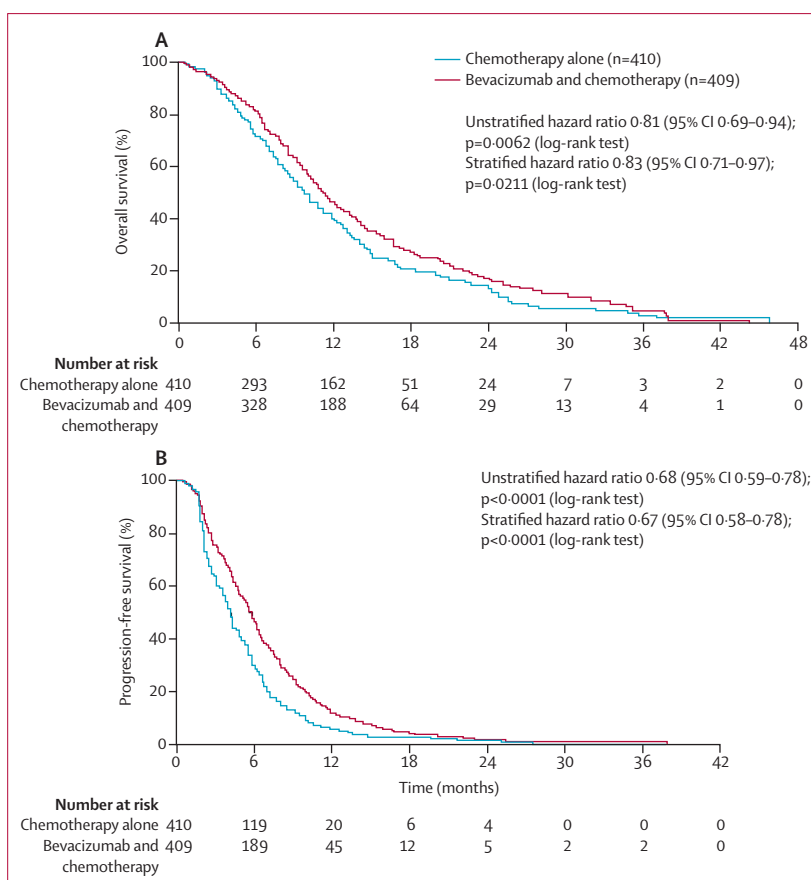 A
Chemotherapy alone (n=410)
Bevacizumab and chemotherapy (n=409)
Unstratified hazard ratio 0·81 (95% CI 0·69–0·94);
p=0·0062 (log-rank test)
Stratified hazard ratio 0·83 (95% CI 0·71–0·97);
p=0·0211 (log-rank test)
Overall survival (%)
100
80
60
40
20
0
0 6 12 18 24 30 36 42 48
Number at risk
Chemotherapy alone 410 293 162 51 24 7 3 2 0
Bevacizumab and 409 328 188 64 29 13 4 1 0
chemotherapy
B
Unstratified hazard ratio 0·68 (95% CI 0·59–0·78);
p<0·0001 (log-rank test)
Stratified hazard ratio 0·67 (95% CI 0·58–0·78);
p<0·0001 (log-rank test)
Progression-free survival (%)
100
80
60
40
20
0
0 6 12 18 24 30 36 42
Time (months)
Number at risk
Chemotherapy alone 410 119 20 6 4 0 0 0
Bevacizumab and 409 189 45 12 5 2 2 0
chemotherapy